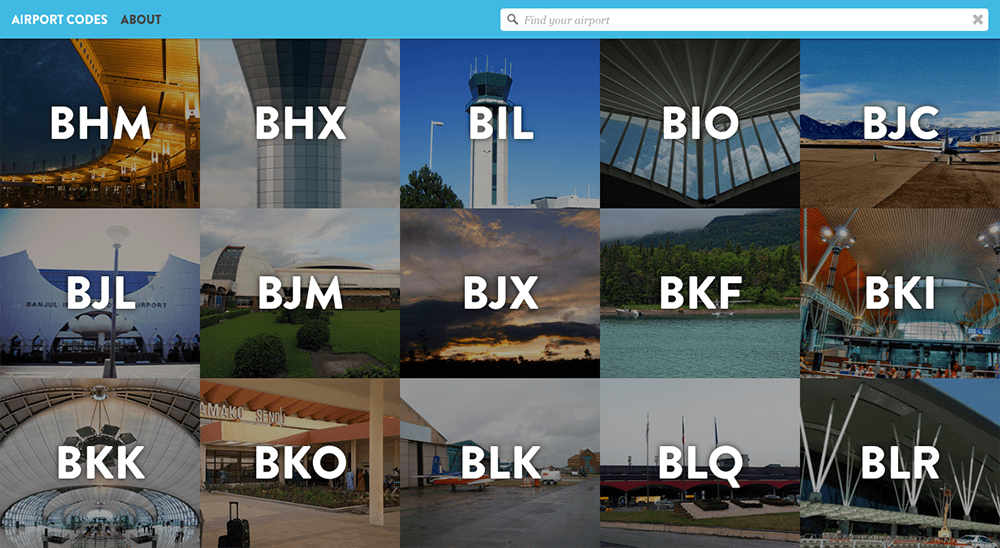 AIRPORT CODES ABOUT
Find your airport
BHM
BHX
BIL
BIO
BJC
BJL
BANJUL IN AIRPORT
BJM
BJX
BKF
BKI
BKK
BKO
AMAKO SENOU
BLK
BLQ
BLR